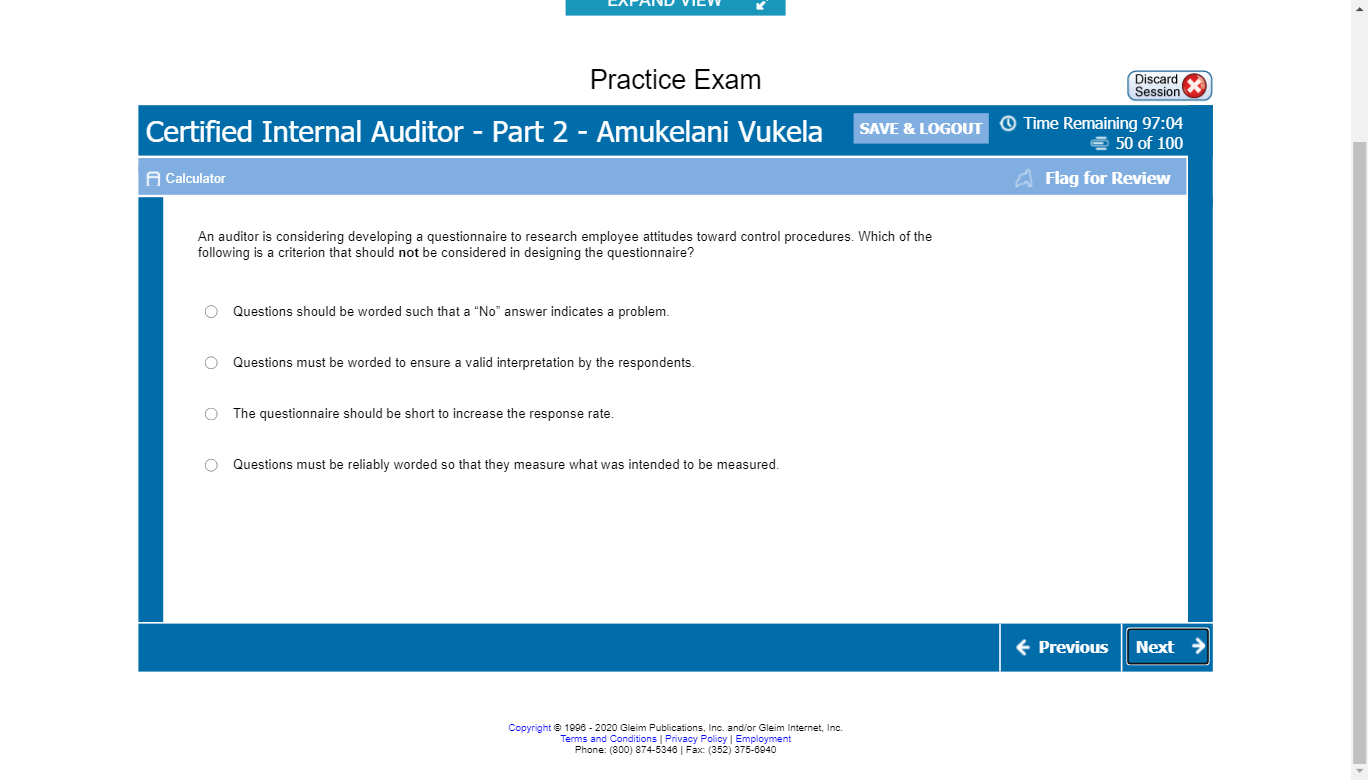 EXPAND VIEW
Practice Exam
Discard
Session
Certified Internal Auditor - Part 2 - Amukelani Vukela
SAVE & LOGOUT
Time Remaining 97:04
50 of 100
Calculator
Flag for Review
An auditor is considering developing a questionnaire to research employee attitudes toward control procedures. Which of the
following is a criterion that should not be considered in designing the questionnaire?
Questions should be worded such that a “No” answer indicates a problem.
Questions must be worded to ensure a valid interpretation by the respondents.
The questionnaire should be short to increase the response rate.
Questions must be reliably worded so that they measure what was intended to be measured.
Previous
Next
Copyright © 1996 - 2020 Gleim Publications, Inc. and/or Gleim Internet, Inc.
Terms and Conditions | Privacy Policy | Employment
Phone: (800) 874-5346 | Fax: (352) 375-6940